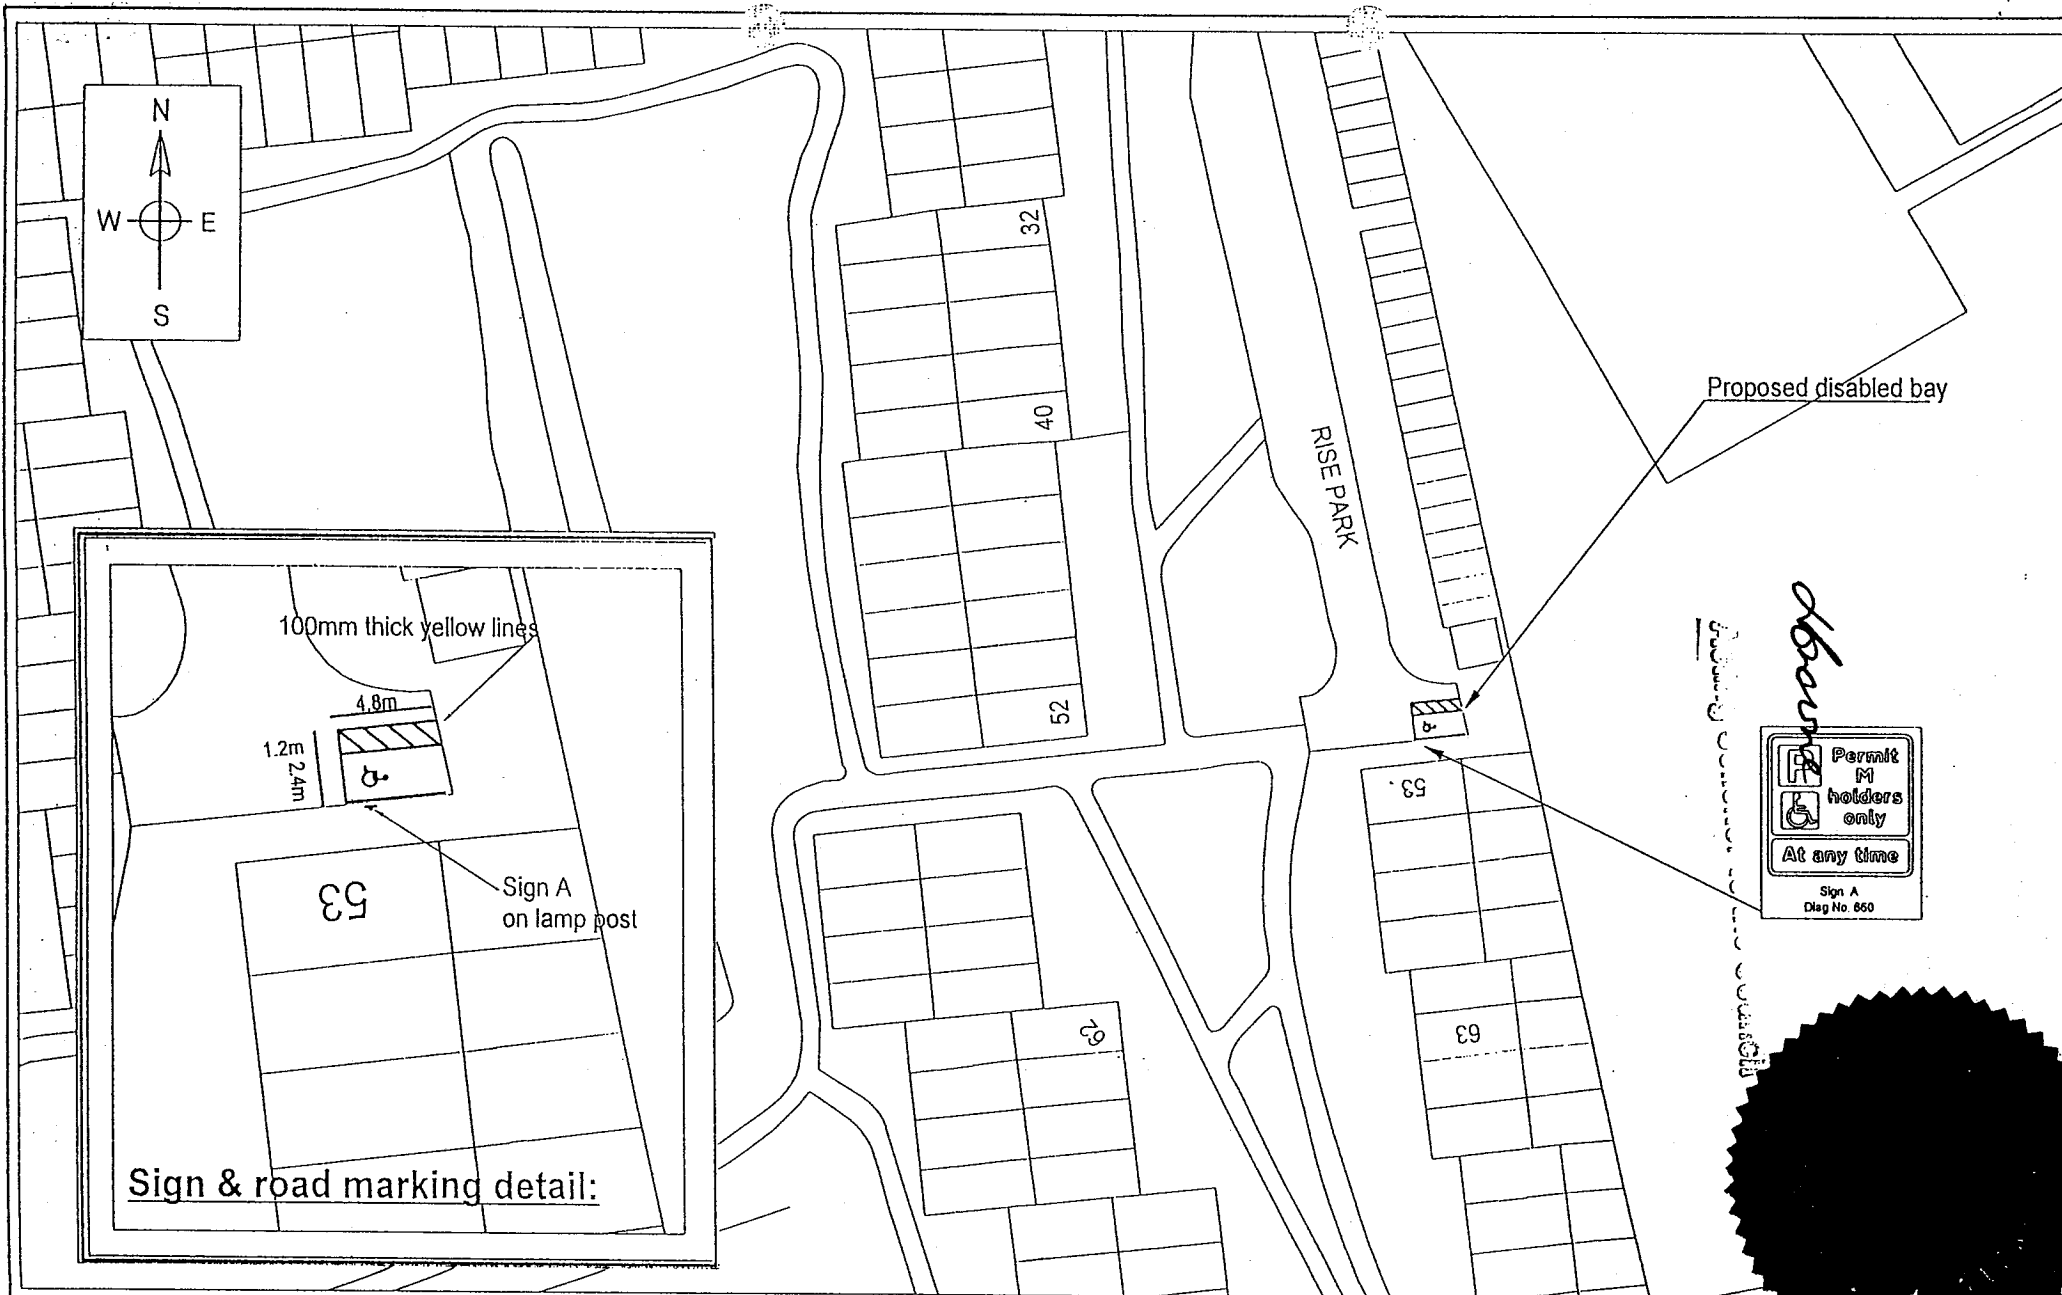 N
W E
S
32
40
52
RISE PARK
Proposed disabled bay
53
63
62
P Permit
M
holders
only
At any time
Sign A
Diag No. 660
100mm thick yellow lines
4.8m
1.2m
2.4m
53
Sign A
on lamp post
Sign & road marking detail: